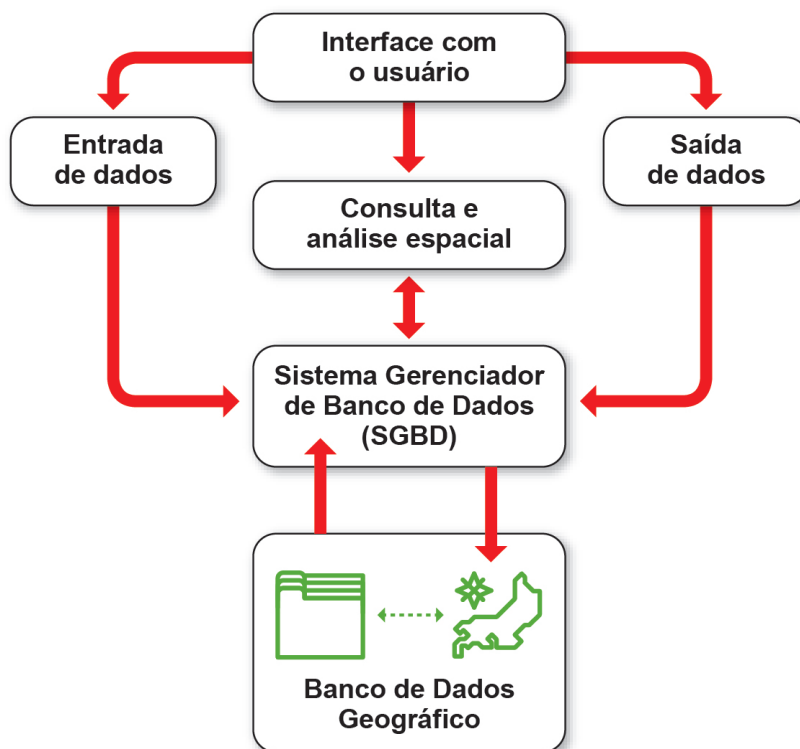 Interface com
o usuário
Entrada
de dados
Saída
de dados
Consulta e
análise espacial
Sistema Gerenciador
de Banco de Dados
(SGBD)
Banco de Dados
Geográfico